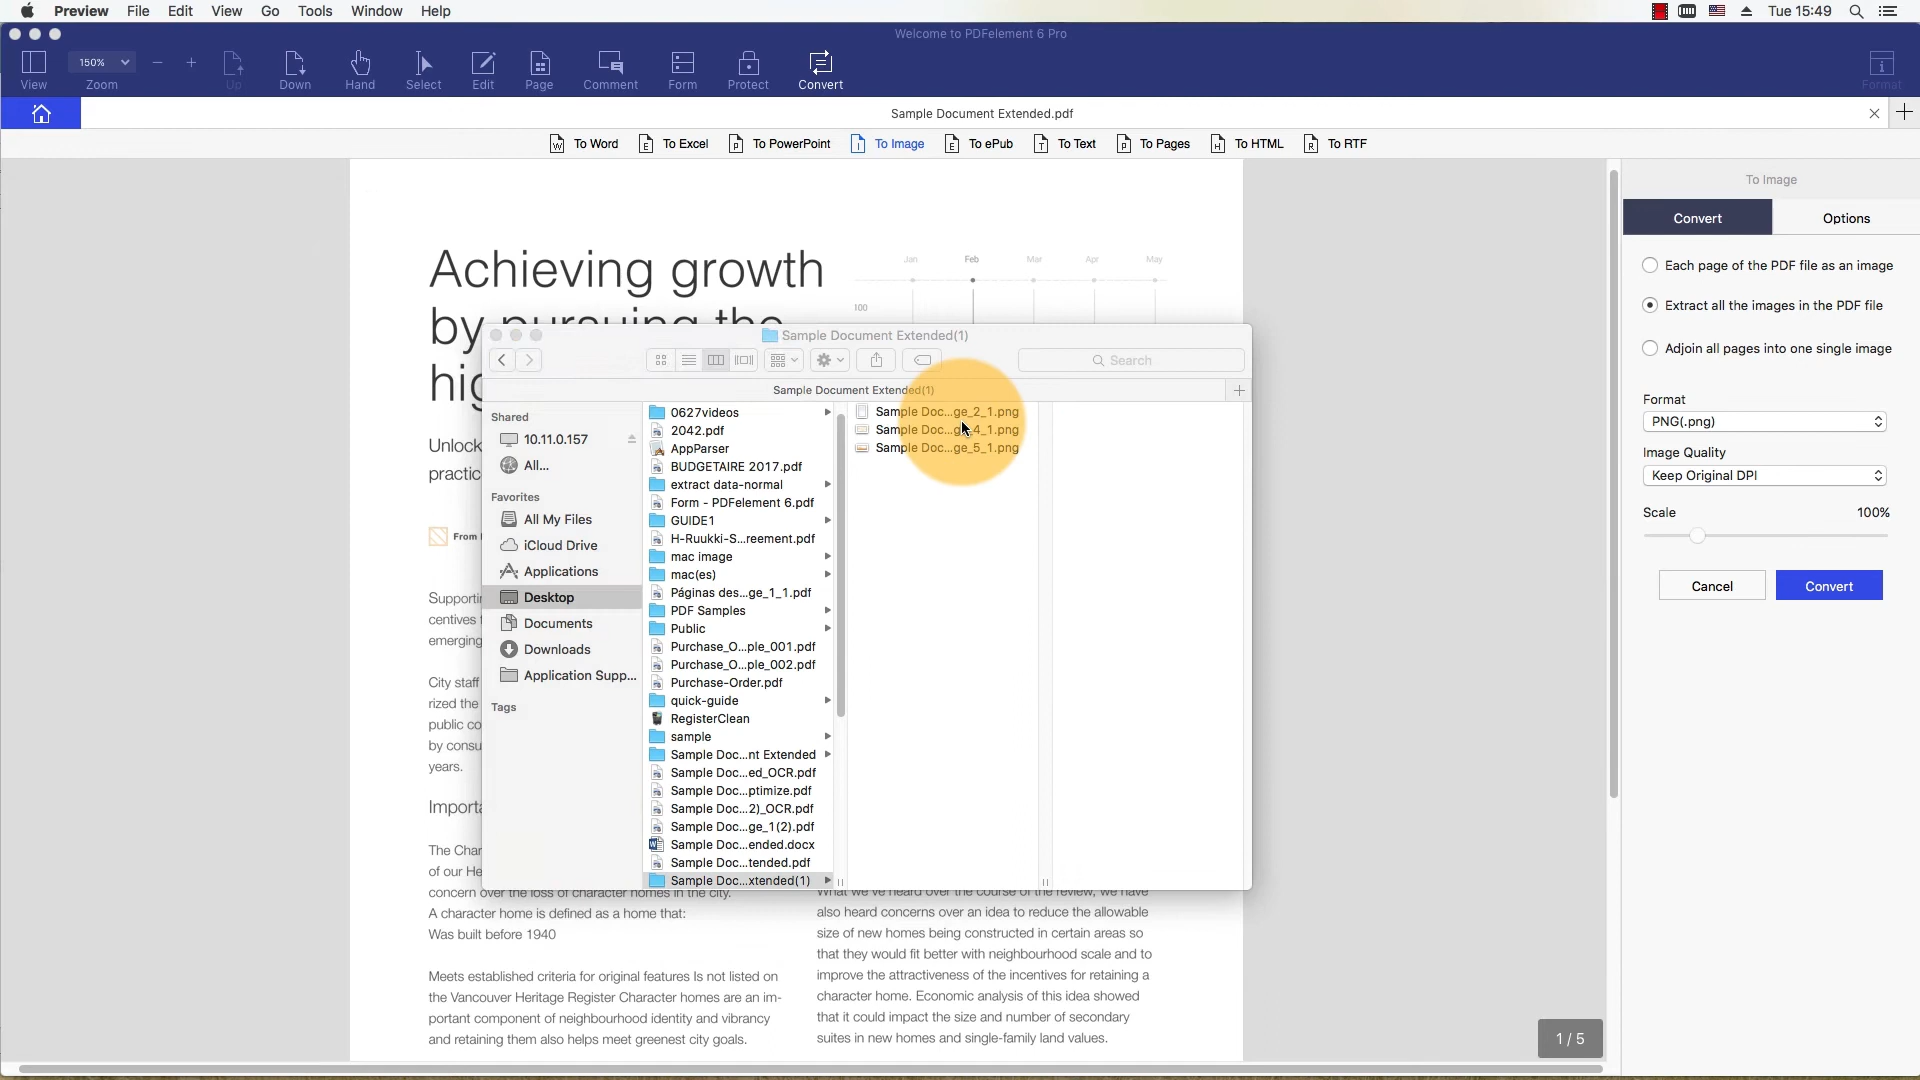 Preview File Edit View Go Tools Window Help Tue 15:49
Welcome to PDFelement 6 Pro
150%
View Zoom Up Down Hand Select Edit Page Comment Form Protect Convert Format
Sample Document Extended.pdf
To Word To Excel To PowerPoint To Image To ePub To Text To Pages To HTML To RTF
Achieving growth
by pursuing the
hig
Jan Feb Mar Apr May
100
Unlock
practic
From
Supporti
centives f
emerging
City staff
rized the
public co
by consu
years.
Importa
The Char
of our He
concern over the loss of character homes in the city.
A character home is defined as a home that:
Was built before 1940
Meets established criteria for original features Is not listed on
the Vancouver Heritage Register Character homes are an im-
portant component of neighbourhood identity and vibrancy
and retaining them also helps meet greenest city goals.
what we've heard over the course of the review, we have
also heard concerns over an idea to reduce the allowable
size of new homes being constructed in certain areas so
that they would fit better with neighbourhood scale and to
improve the attractiveness of the incentives for retaining a
character home. Economic analysis of this idea showed
that it could impact the size and number of secondary
suites in new homes and single-family land values.
1 / 5
Sample Document Extended(1)
Search
Sample Document Extended(1)
Shared
10.11.0.157
All...
Favorites
All My Files
iCloud Drive
Applications
Desktop
Documents
Downloads
Application Supp...
Tags
0627videos
2042.pdf
AppParser
BUDGETAIRE 2017.pdf
extract data-normal
Form - PDFelement 6.pdf
GUIDE1
H-Ruukki-S...reement.pdf
mac image
mac(es)
Páginas des...ge_1_1.pdf
PDF Samples
Public
Purchase_O...ple_001.pdf
Purchase_O...ple_002.pdf
Purchase-Order.pdf
quick-guide
RegisterClean
sample
Sample Doc...nt Extended
Sample Doc...ed_OCR.pdf
Sample Doc...ptimize.pdf
Sample Doc...2)_OCR.pdf
Sample Doc...ge_1(2).pdf
Sample Doc...ended.docx
Sample Doc...tended.pdf
Sample Doc...xtended(1)
Sample Doc...ge_2_1.png
Sample Doc...ge_4_1.png
Sample Doc...ge_5_1.png
To Image
Convert Options
Each page of the PDF file as an image
Extract all the images in the PDF file
Adjoin all pages into one single image
Format
PNG(.png)
Image Quality
Keep Original DPI
Scale 100%
Cancel Convert